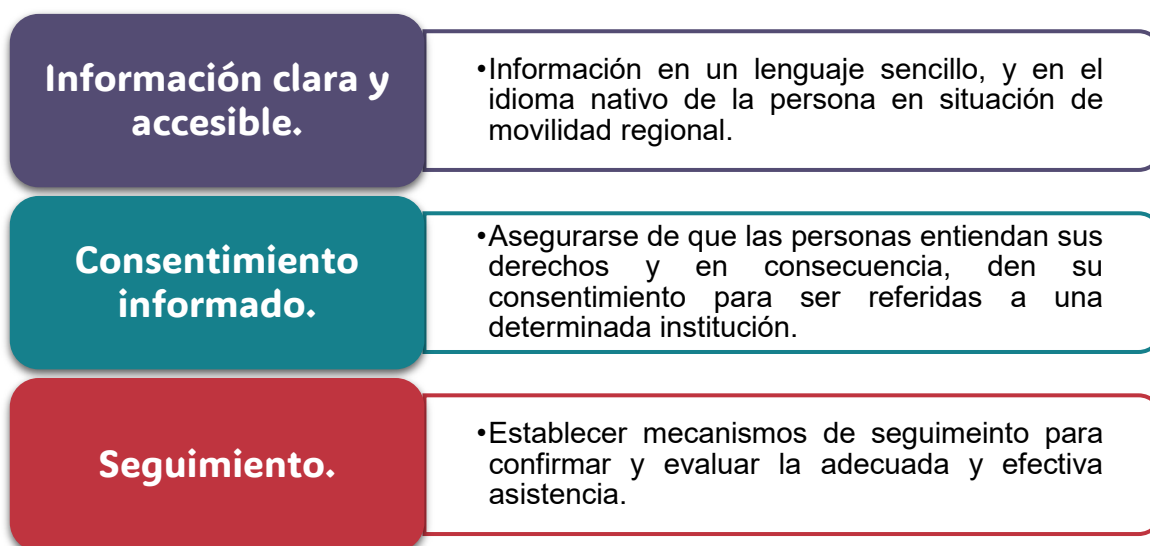 Información clara y
accesible.
•Información en un lenguaje sencillo, y en el
idioma nativo de la persona en situación de
movilidad regional.
Consentimiento
informado.
•Asegurarse de que las personas entiendan sus
derechos y en consecuencia, den su
consentimiento para ser referidas a una
determinada institución.
Seguimiento.
•Establecer mecanismos de seguimeinto para
confirmar y evaluar la adecuada y efectiva
asistencia.